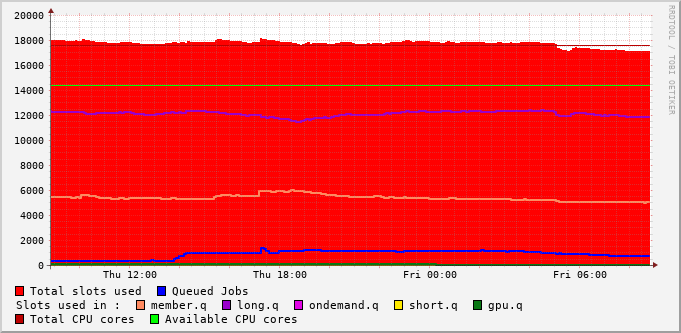 20000
18000
16000
14000
12000
10000
8000
6000
4000
2000
0
Thu 12:00 Thu 18:00 Fri 00:00 Fri 06:00
RRDTOOL / TOBI OETIKER
Total slots used Queued Jobs
Slots used in : member.q long.q ondemand.q short.q gpu.q
Total CPU cores Available CPU cores